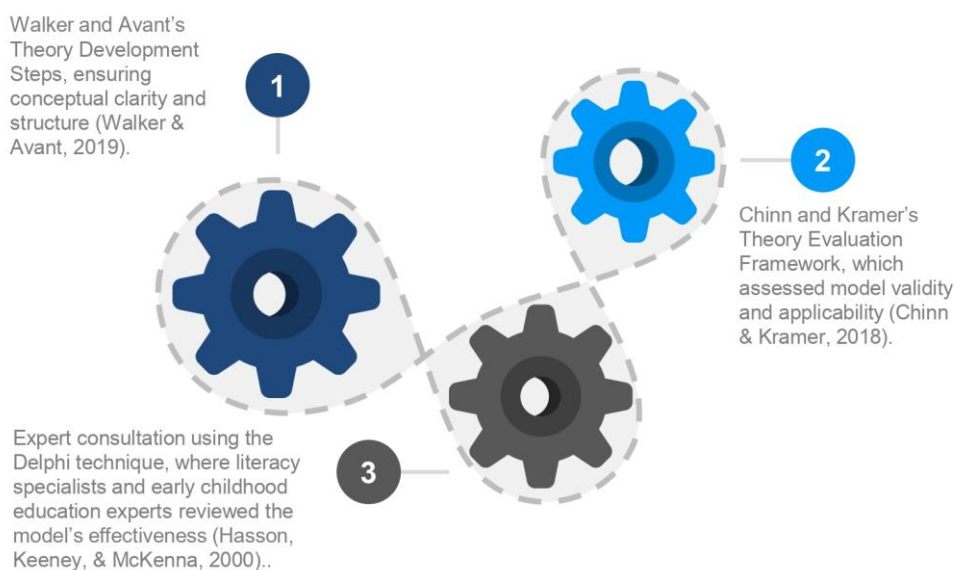 Walker and Avant's
Theory Development
Steps, ensuring
conceptual clarity and
structure (Walker &
Avant, 2019).
1
2
Chinn and Kramer's
Theory Evaluation
Framework, which
assessed model validity
and applicability (Chinn
& Kramer, 2018).
Expert consultation using the
Delphi technique, where literacy
specialists and early childhood
education experts reviewed the
model's effectiveness (Hasson,
Keeney, & McKenna, 2000)..
3